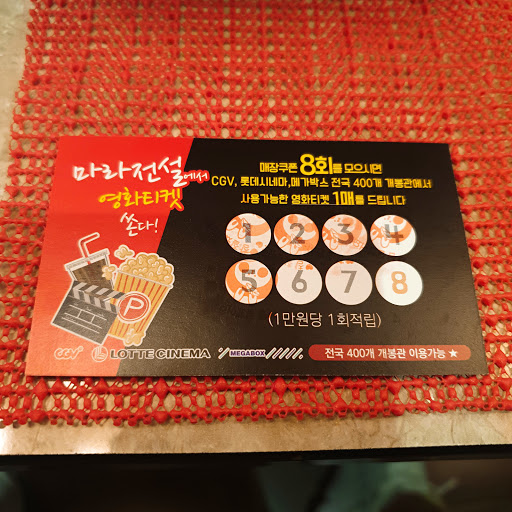 마라전설에서
영화티켓
쏜다!
매장쿠폰 8회를 모으시면
CGV, 롯데시네마,메가박스 전국 400개 개봉관에서
사용가능한 영화티켓 1매를 드립니다
1 2 3 4
5 6 7 8
(1만원당 1회적립)
P
CGV LOTTE CINEMA MEGABOX
전국 400개 개봉관 이용가능 ★